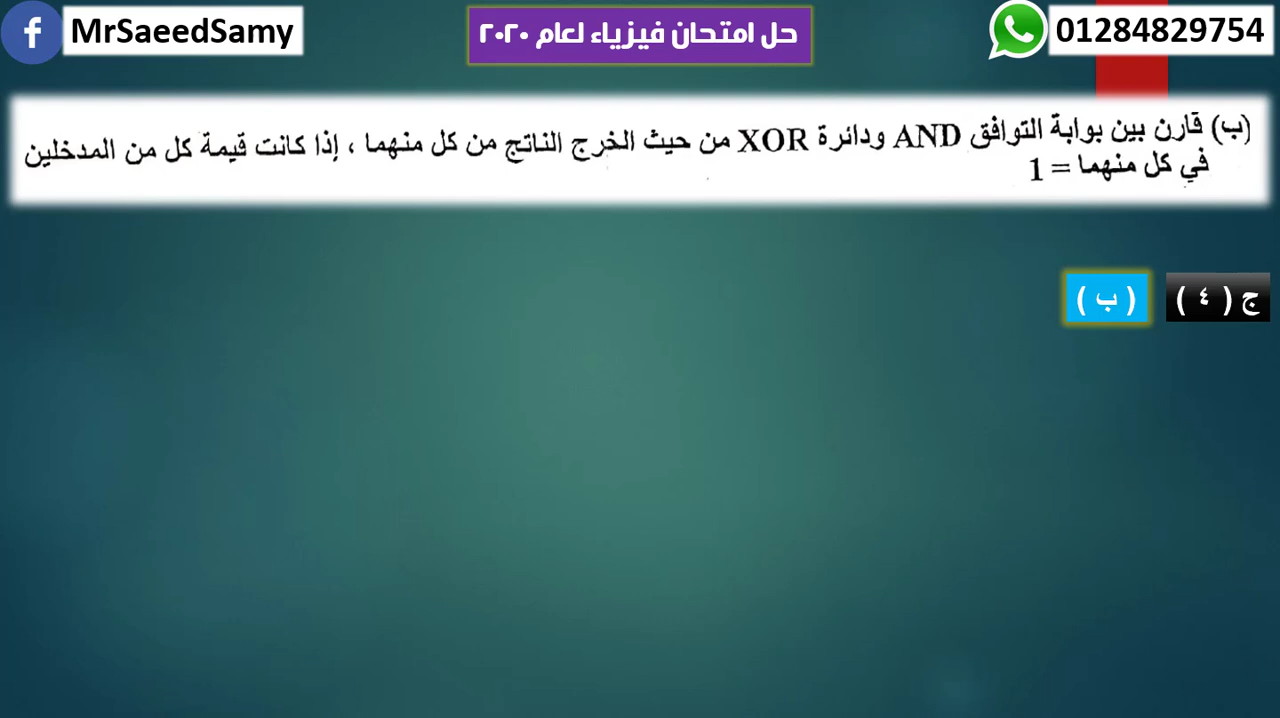 MrSaeedSamy
حل امتحان فيزياء لعام ٢٠٢٠
01284829754
(ب) قارن بين بوابة التوافق AND ودائرة XOR من حيث الخرج الناتج من كل منهما ، إذا كانت قيمة كل من المدخلين
في كل منهما = 1
ج ( ٤ ) ( ب )